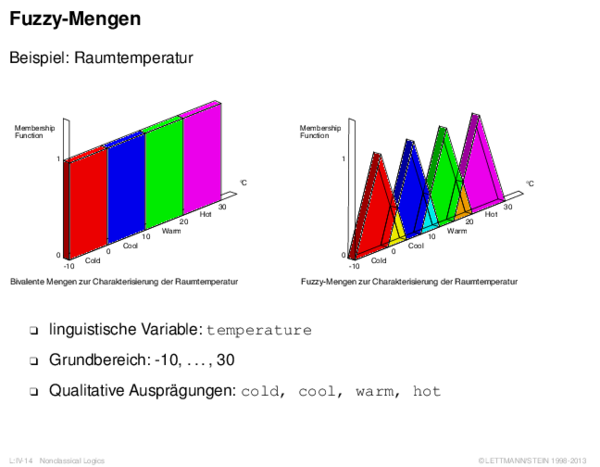 Fuzzy-Mengen
Beispiel: Raumtemperatur
Membership
Function
1
0
-10
Cold
0
Cool
10
Warm
20
Hot
30
°C
Bivalente Mengen zur Charakterisierung der Raumtemperatur
Membership
Function
1
0
-10
Cold
0
Cool
10
Warm
20
Hot
30
°C
Fuzzy-Mengen zur Charakterisierung der Raumtemperatur
❑ linguistische Variable: temperature
❑ Grundbereich: -10, . . . , 30
❑ Qualitative Ausprägungen: cold, cool, warm, hot
L:IV-14 Nonclassical Logics
©LETTMANN/STEIN 1998-2013